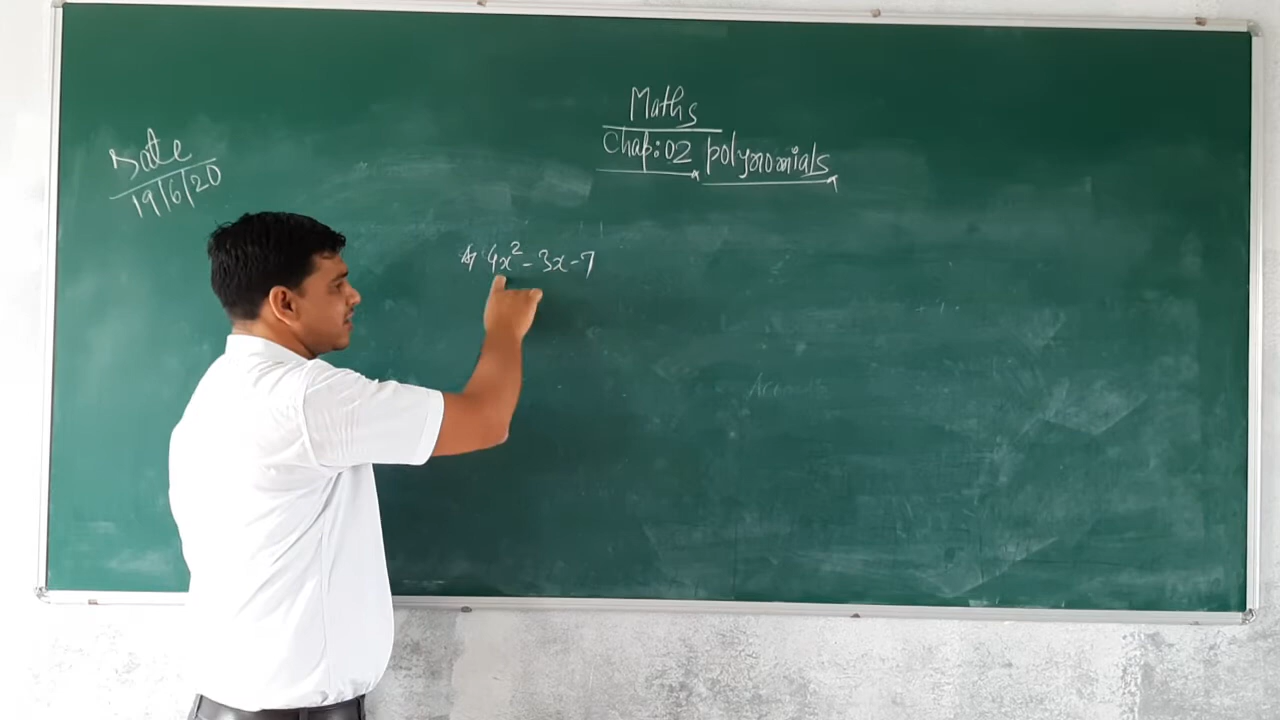 Maths
Chap:02 polynomials
Date
19/6/20
4x² - 3x - 7